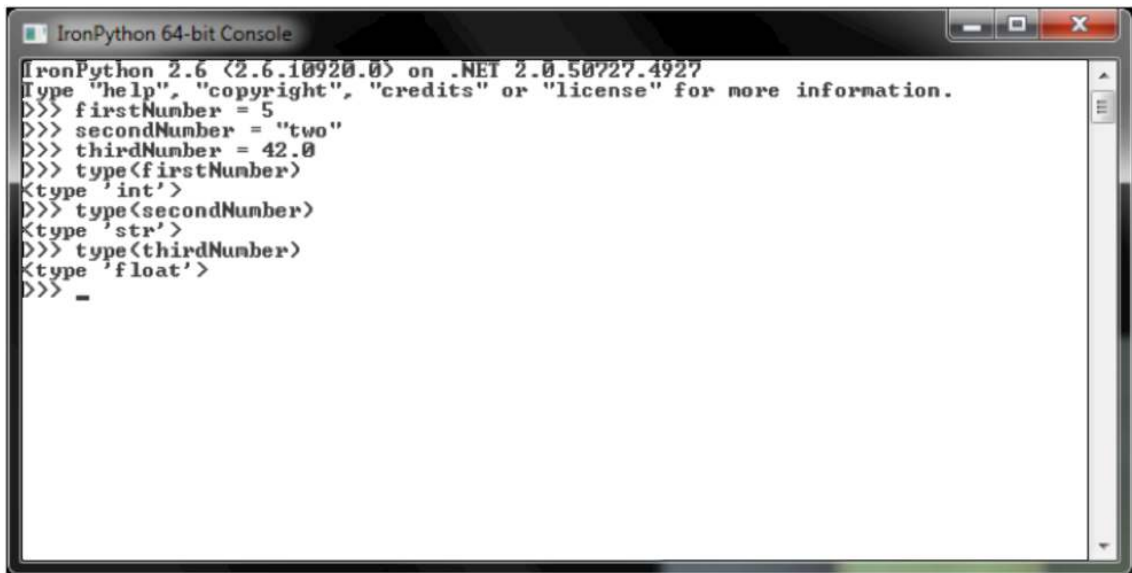 IronPython 64-bit Console
IronPython 2.6 (2.6.10920.0) on .NET 2.0.50727.4927
Type "help", "copyright", "credits" or "license" for more information.
>>> firstNumber = 5
>>> secondNumber = "two"
>>> thirdNumber = 42.0
>>> type(firstNumber)
<type 'int'>
>>> type(secondNumber)
<type 'str'>
>>> type(thirdNumber)
<type 'float'>
>>> _